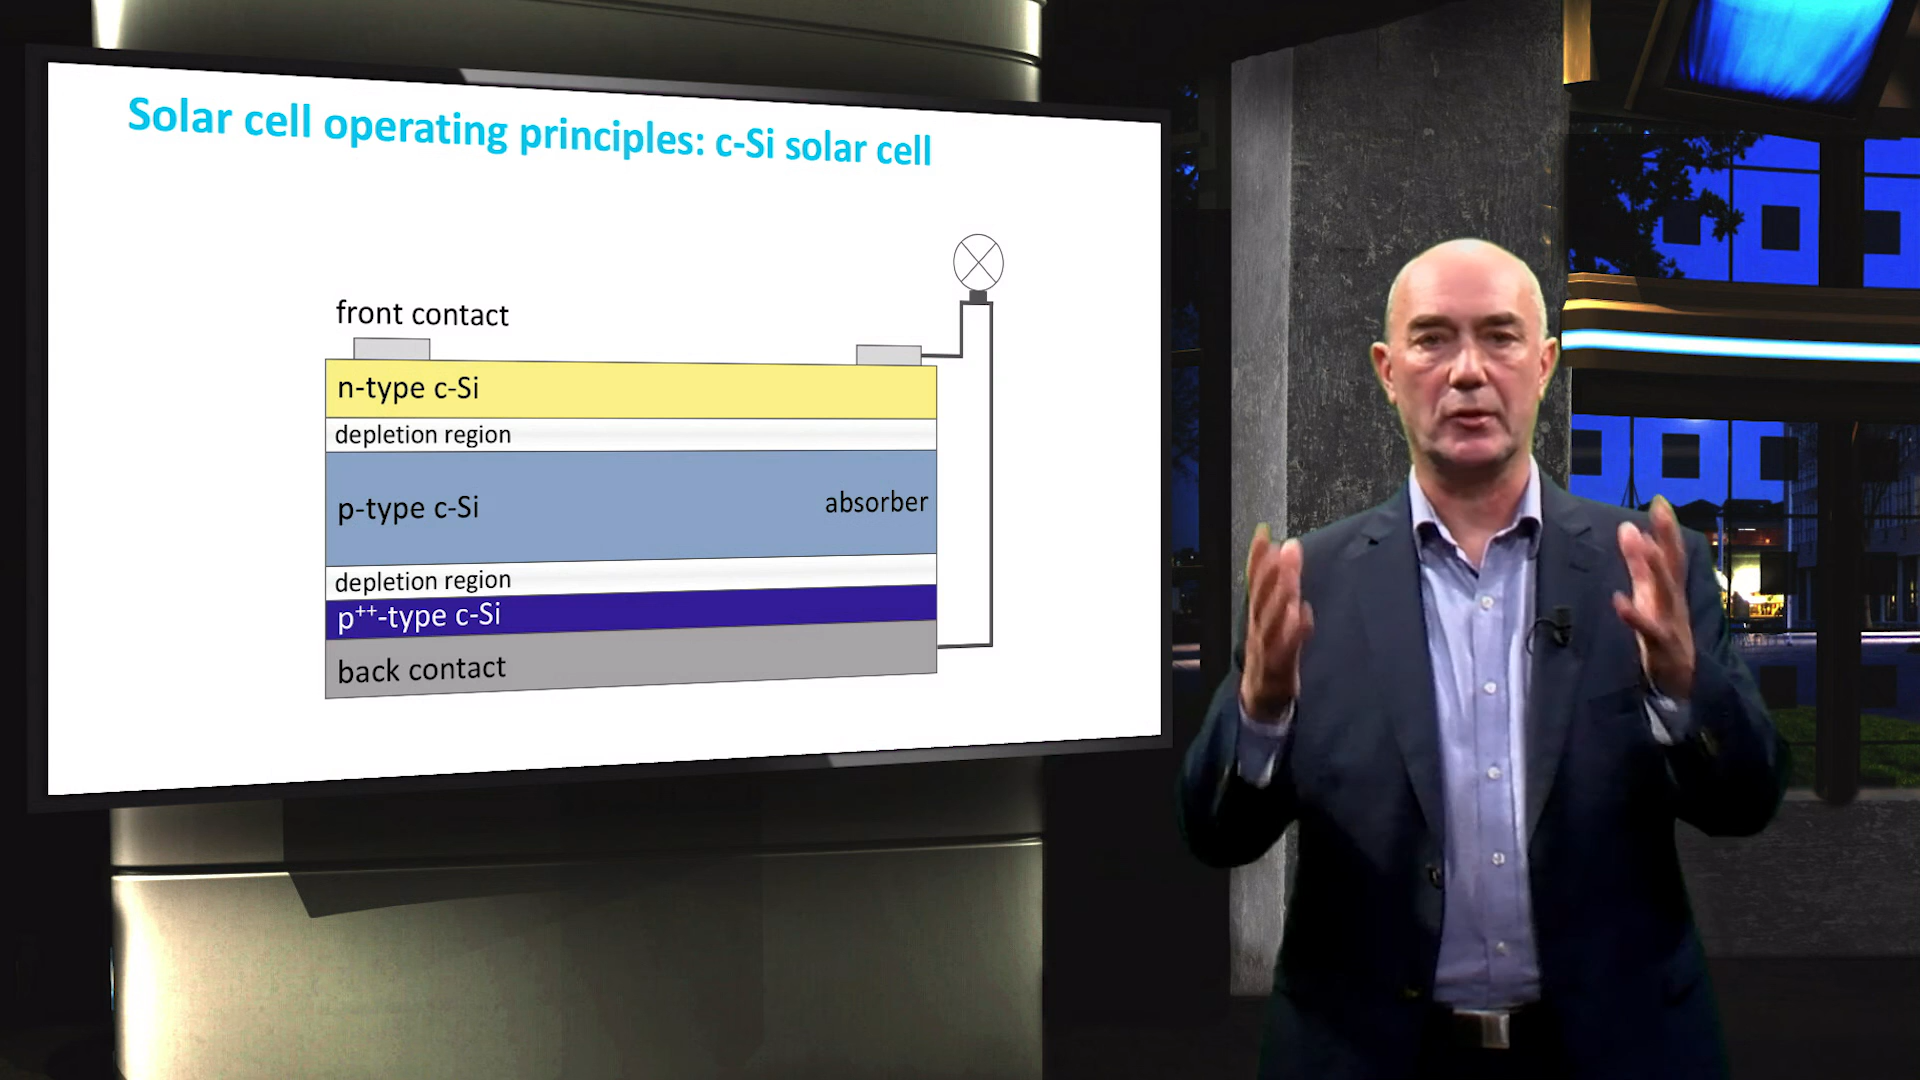 Solar cell operating principles: c-Si solar cell
front contact
n-type c-Si
depletion region
p-type c-Si
absorber
depletion region
p⁺⁺-type c-Si
back contact